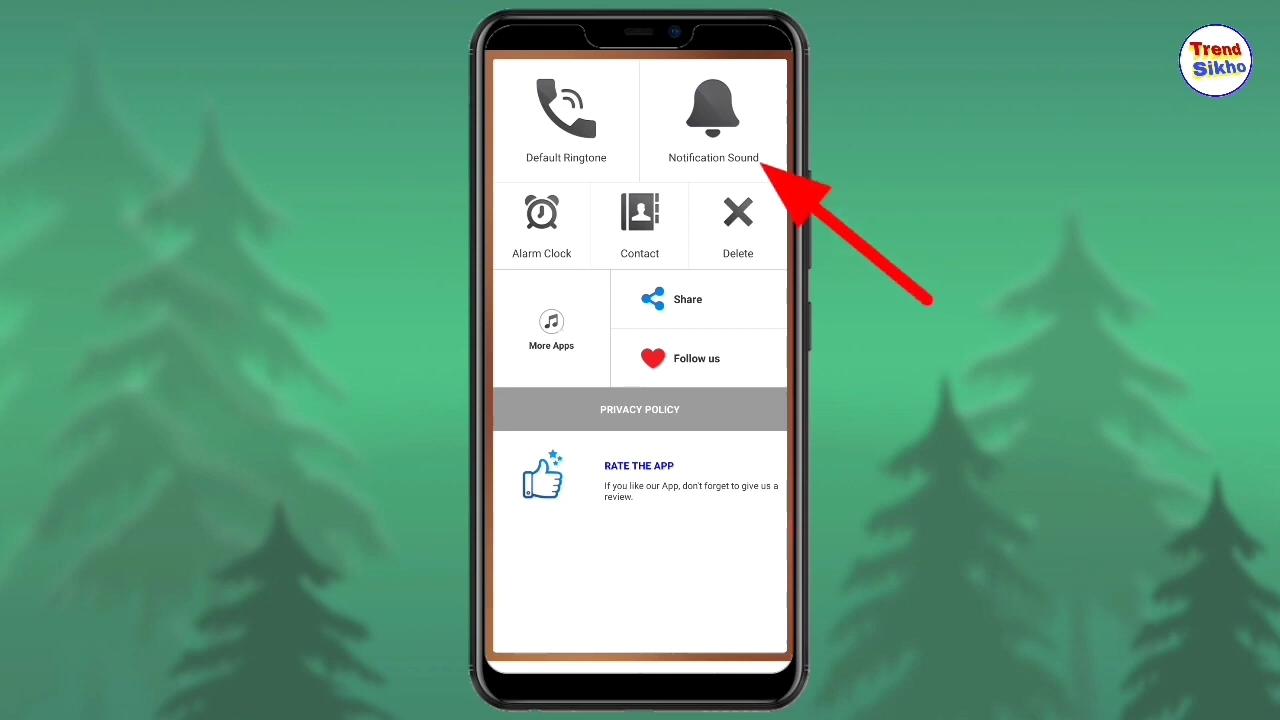 Trend
Sikho
Default Ringtone
Notification Sound
Alarm Clock
Contact
Delete
More Apps
Share
Follow us
PRIVACY POLICY
RATE THE APP
If you like our App, don't forget to give us a
review.